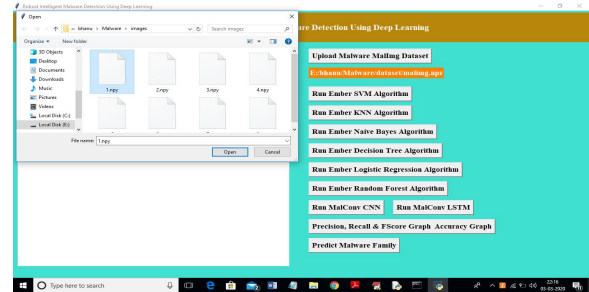 Robust Intelligent Malware Detection Using Deep Learning
Open
bhanu > Malware > images
Search images
Organize
New folder
3D Objects
Desktop
Documents
Downloads
Music
Pictures
Videos
Local Disk (C:)
Local Disk (E:)
1.npy
2.npy
3.npy
4.npy
File name:
1.npy
Open
Cancel
are Detection Using Deep Learning
Upload Malware MalImg Dataset
E:/bhanu/Malware/dataset/malimg.npz
Run Ember SVM Algorithm
Run Ember KNN Algorithm
Run Ember Naive Bayes Algorithm
Run Ember Decision Tree Algorithm
Run Ember Logistic Regression Algorithm
Run Ember Random Forest Algorithm
Run MalConv CNN
Run MalConv LSTM
Precision, Recall & FScore Graph Accuracy Graph
Predict Malware Family
Type here to search
22:16
03-03-2020